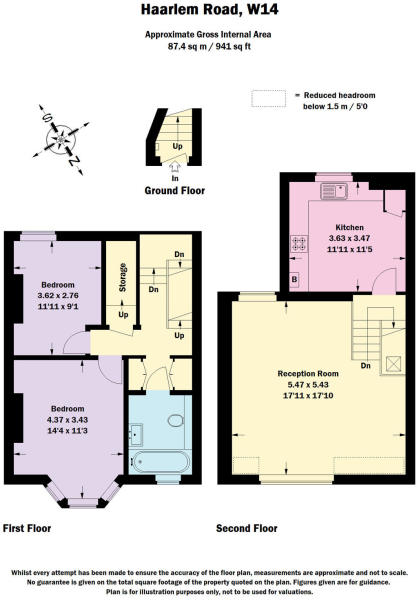 Haarlem Road, W14
Approximate Gross Internal Area
87.4 sq m / 941 sq ft
= Reduced headroom
below 1.5 m / 5'0
S
N
Up
In
Ground Floor
Kitchen
3.63 x 3.47
11'11 x 11'5
B
Dn
Storage
Dn
Bedroom
3.62 x 2.76
11'11 x 9'1
Up
Up
Dn
Reception Room
5.47 x 5.43
17'11 x 17'10
Bedroom
4.37 x 3.43
14'4 x 11'3
First Floor
Second Floor
Whilst every attempt has been made to ensure the accuracy of the floor plan, measurements are approximate and not to scale.
No guarantee is given on the total square footage of the property quoted on the plan. Figures given are for guidance.
Plan is for illustration purposes only, not to be used for valuations.